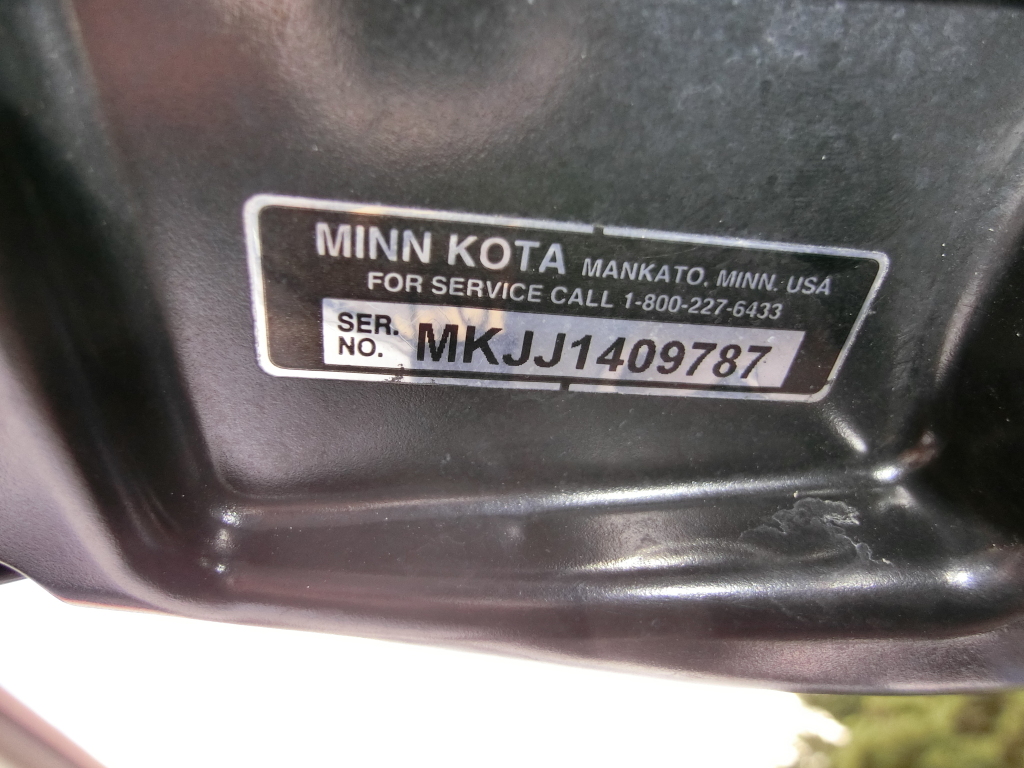 MINN KOTA MANKATO, MINN. USA
FOR SERVICE CALL 1-800-227-6433
SER. NO. MKJJ1409787